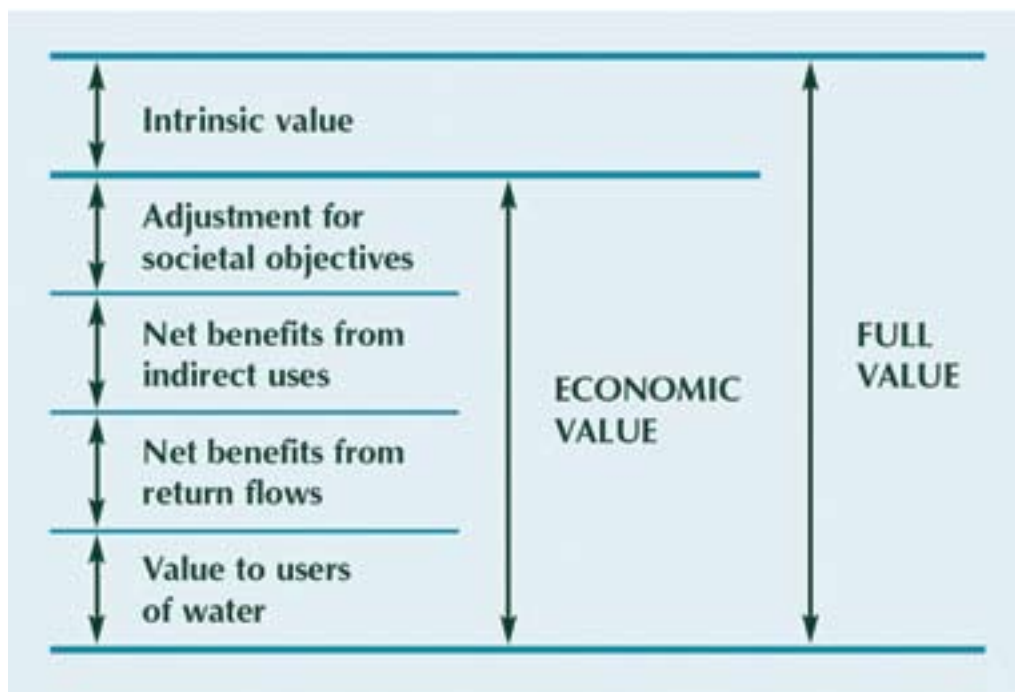 Intrinsic value
Adjustment for
societal objectives
Net benefits from
indirect uses
Net benefits from
return flows
Value to users
of water
ECONOMIC
VALUE
FULL
VALUE